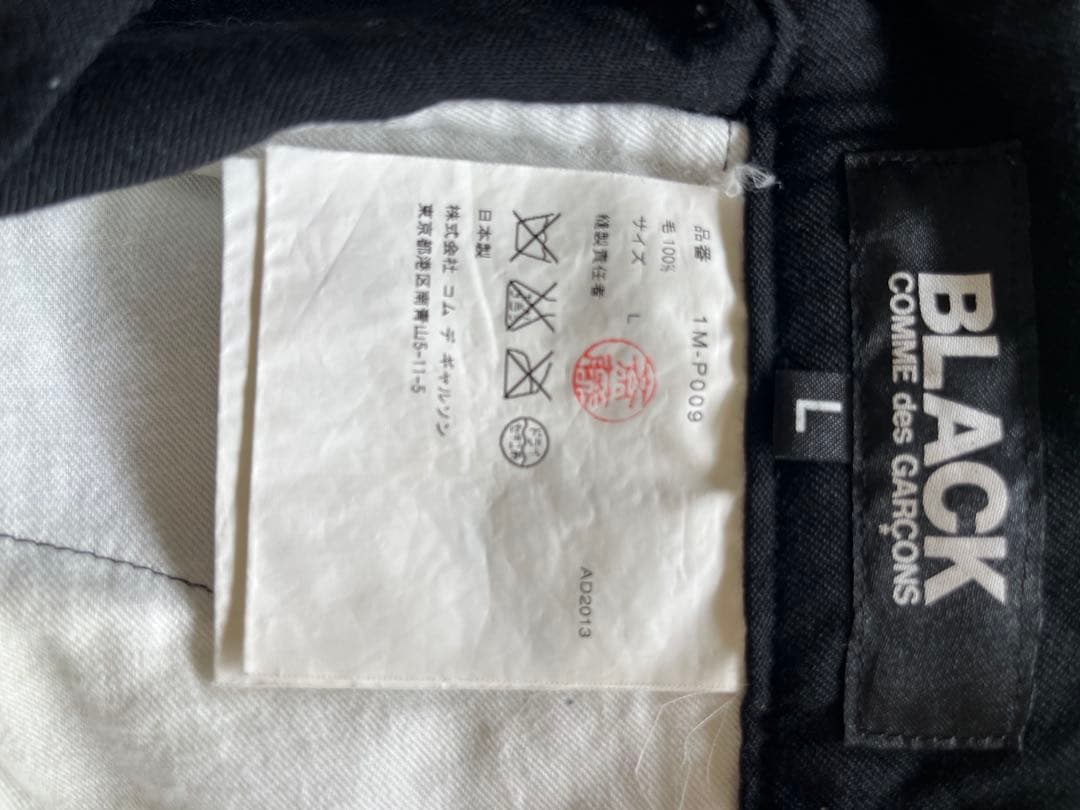 品番 1M-P009
毛100%
サイズ L
縫製責任者
日本製
株式会社 コム デ ギャルソン
東京都港区南青山5-11-5
AD2013
L
BLACK
COMME des GARÇONS